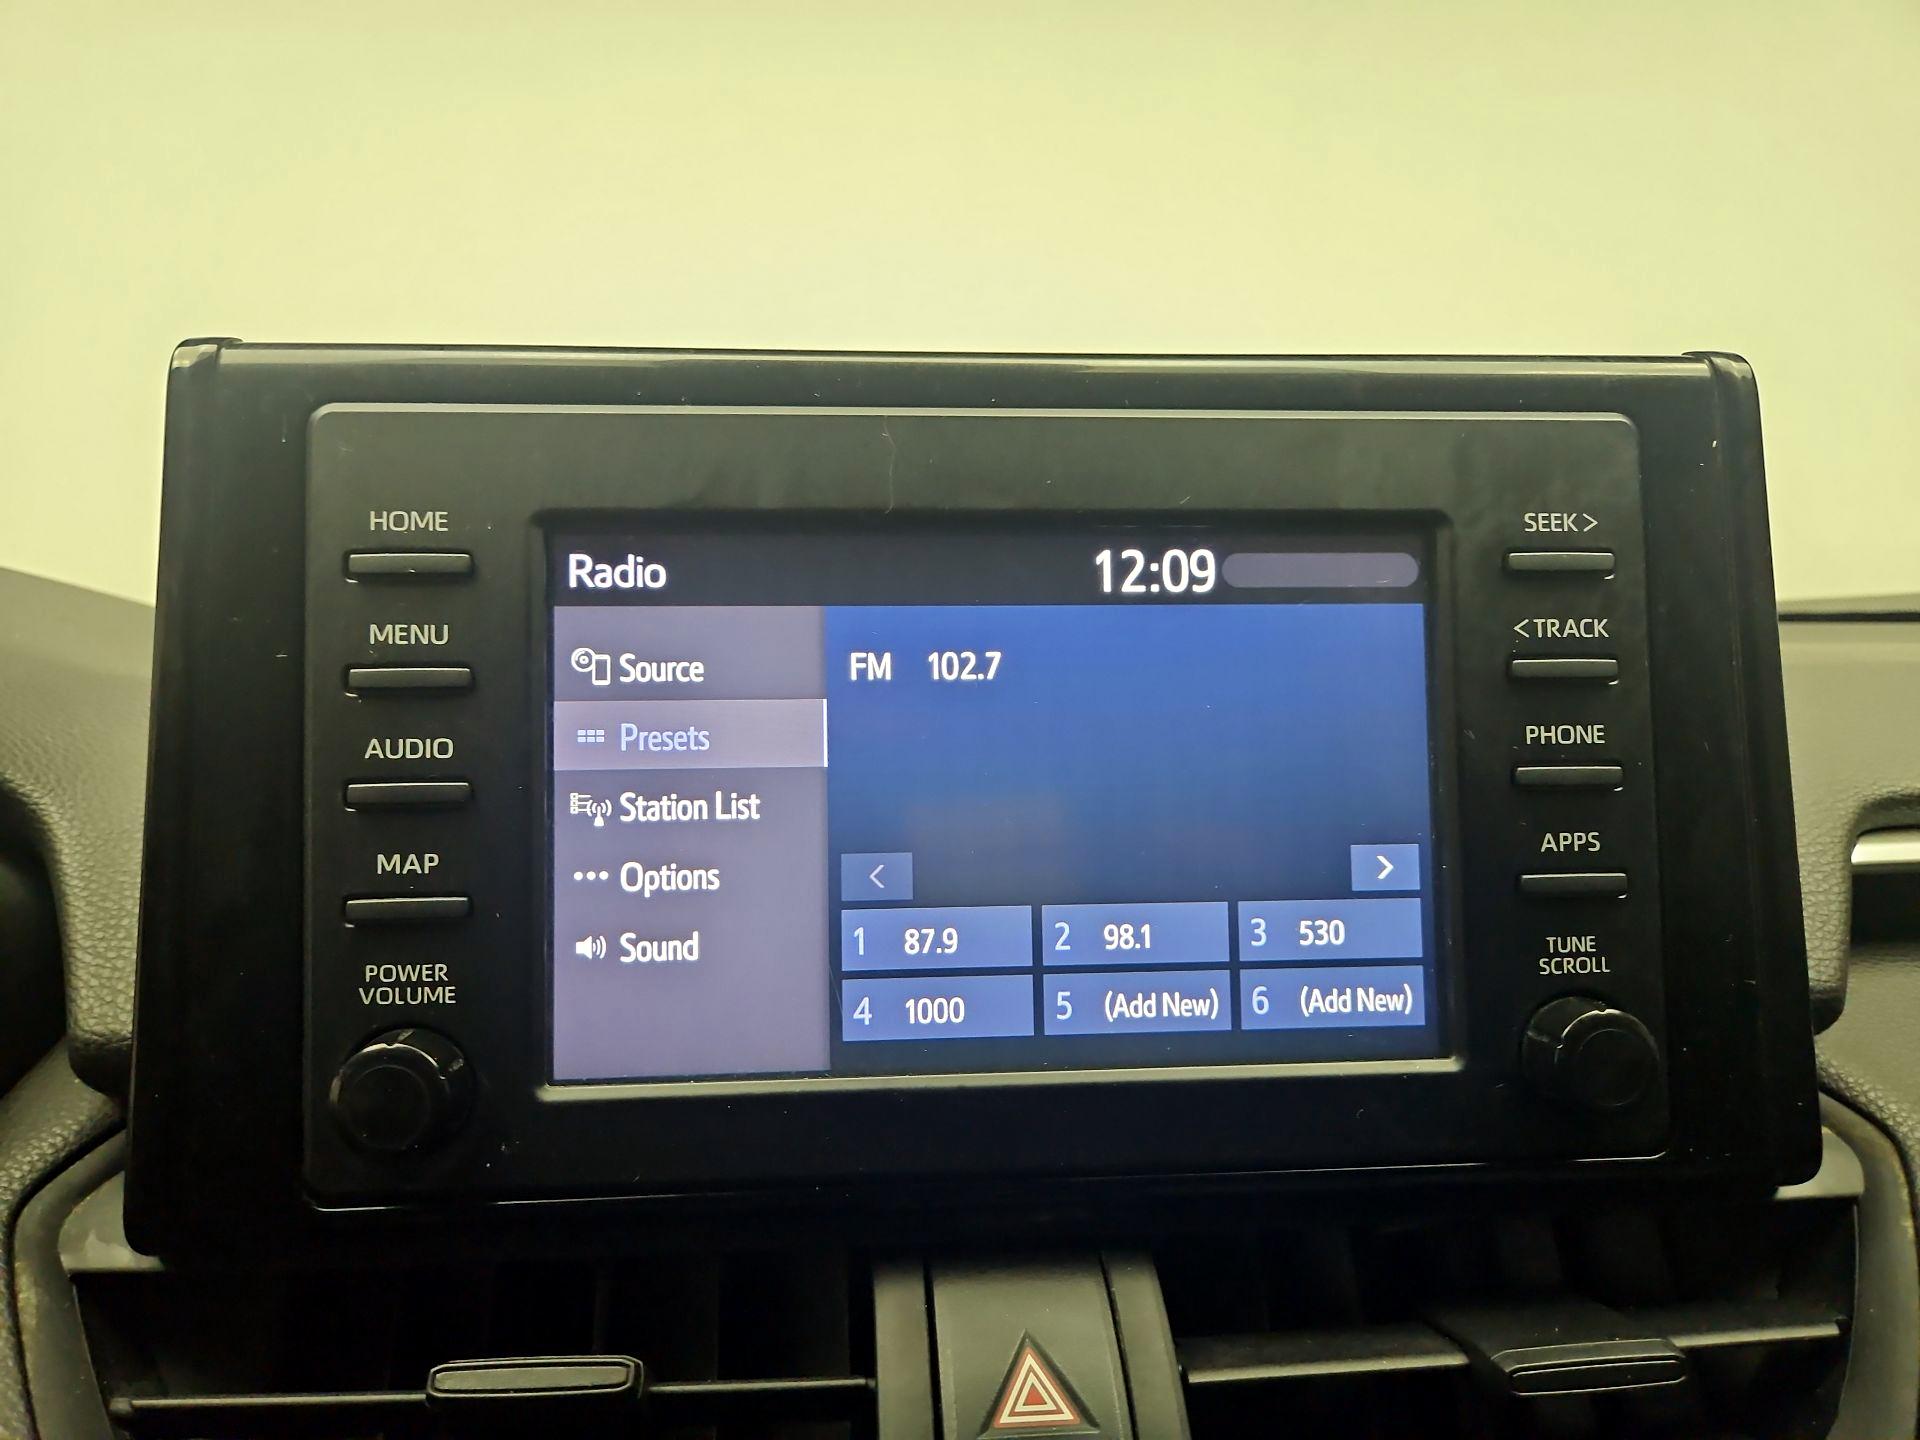 HOME
MENU
AUDIO
MAP
POWER
VOLUME
Radio 12:09
Source
Presets
Station List
Options
Sound
FM 102.7
<
>
1 87.9 2 98.1 3 530
4 1000 5 (Add New) 6 (Add New)
SEEK >
< TRACK
PHONE
APPS
TUNE
SCROLL